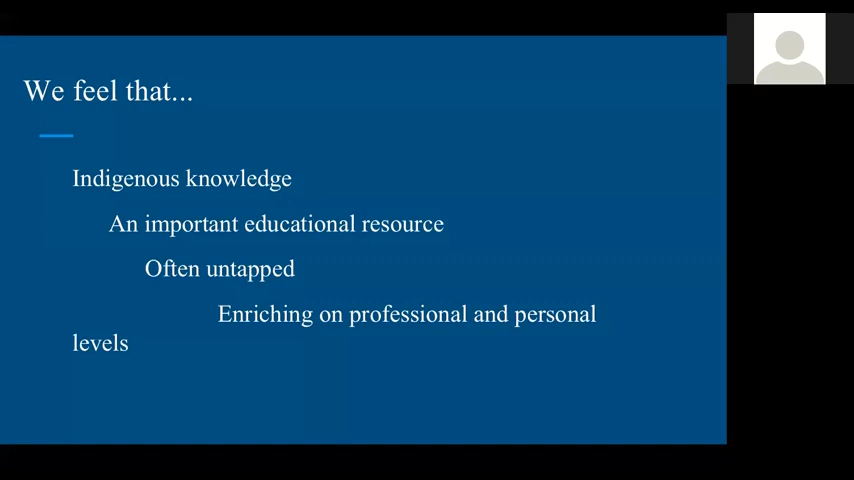 We feel that...
Indigenous knowledge
An important educational resource
Often untapped
Enriching on professional and personal
levels